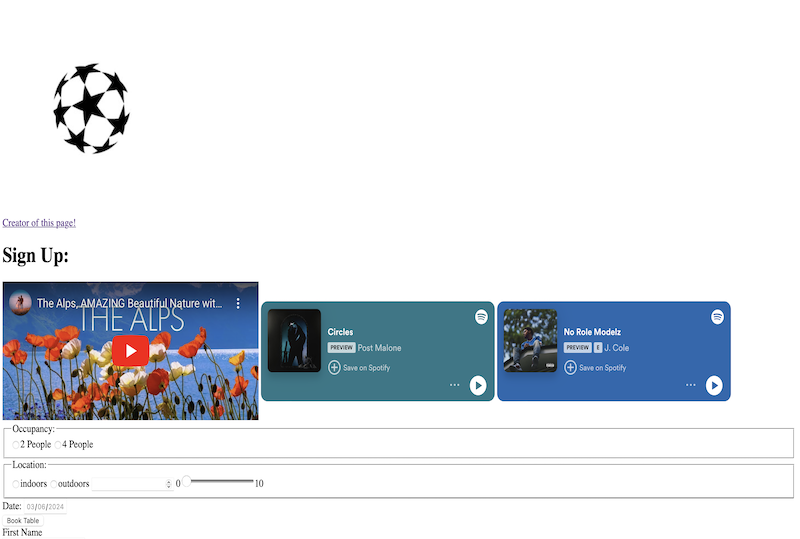 Creator of this page!
Sign Up:
The Alps, AMAZING Beautiful Nature wit...
THE ALPS
Circles
PREVIEW Post Malone
Save on Spotify
No Role Modelz
PREVIEW E J. Cole
Save on Spotify
Occupancy:
2 People 4 People
Location:
indoors outdoors 0 10
Date: 03/06/2024
Book Table
First Name